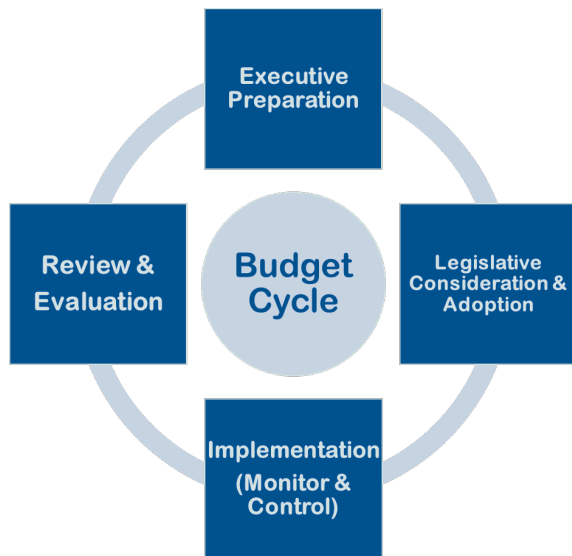 Executive
Preparation
Review &
Evaluation
Budget
Cycle
Legislative
Consideration &
Adoption
Implementation
(Monitor &
Control)